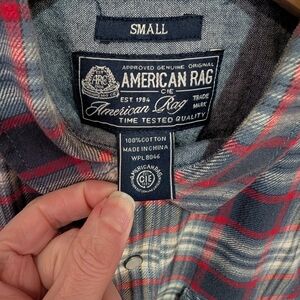 SMALL
APPROVED GENUINE ORIGINAL
AMERICAN RAG
CIE
EST 1984
American Rag
TRADE
MARK
TIME TESTED QUALITY
100% COTTON
MADE IN CHINA
WPL 8046
AMERICAN RAG
CIE